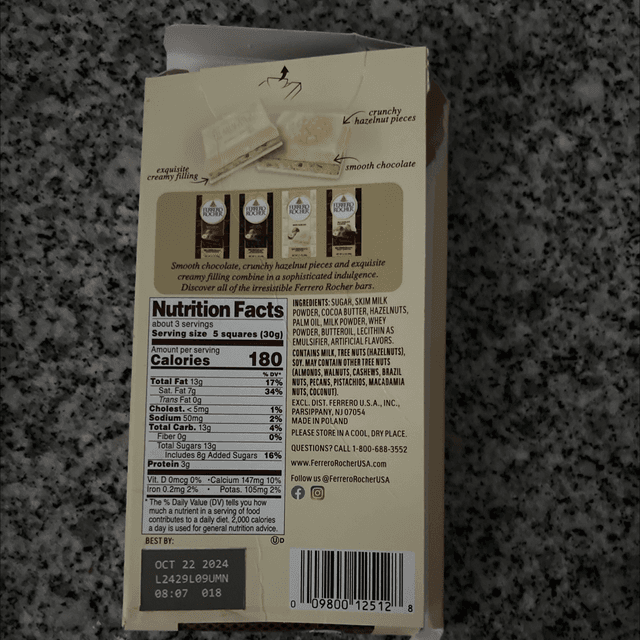 crunchy
hazelnut pieces
exquisite
creamy filling
smooth chocolate
FERRERO ROCHER
FERRERO ROCHER
FERRERO ROCHER
FERRERO ROCHER
Smooth chocolate, crunchy hazelnut pieces and exquisite
creamy filling combine in a sophisticated indulgence.
Discover all of the irresistible Ferrero Rocher bars.
Nutrition Facts
about 3 servings
Serving size 5 squares (30g)
Amount per serving
Calories 180
% DV*
Total Fat 13g 17%
Sat. Fat 7g 34%
Trans Fat 0g
Cholest. < 5mg 1%
Sodium 50mg 2%
Total Carb. 13g 4%
Fiber 0g 0%
Total Sugars 13g
Includes 8g Added Sugars 16%
Protein 3g
Vit. D 0mcg 0% • Calcium 147mg 10%
Iron 0.2mg 2% • Potas. 105mg 2%
* The % Daily Value (DV) tells you how
much a nutrient in a serving of food
contributes to a daily diet. 2,000 calories
a day is used for general nutrition advice.
INGREDIENTS: SUGAR, SKIM MILK
POWDER, COCOA BUTTER, HAZELNUTS,
PALM OIL, MILK POWDER, WHEY
POWDER, BUTTEROIL, LECITHIN AS
EMULSIFIER, ARTIFICIAL FLAVORS.
CONTAINS MILK, TREE NUTS (HAZELNUTS),
SOY. MAY CONTAIN OTHER TREE NUTS
(ALMONDS, WALNUTS, CASHEWS, BRAZIL
NUTS, PECANS, PISTACHIOS, MACADAMIA
NUTS, COCONUT).
EXCL. DIST. FERRERO U.S.A., INC.,
PARSIPPANY, NJ 07054
MADE IN POLAND
PLEASE STORE IN A COOL, DRY PLACE.
QUESTIONS? CALL 1-800-688-3552
www.FerreroRocherUSA.com
Follow us @FerreroRocherUSA
BEST BY:
Ⓤ D
OCT 22 2024
L2429L09UMN
08:07 018
0 09800 12512 8